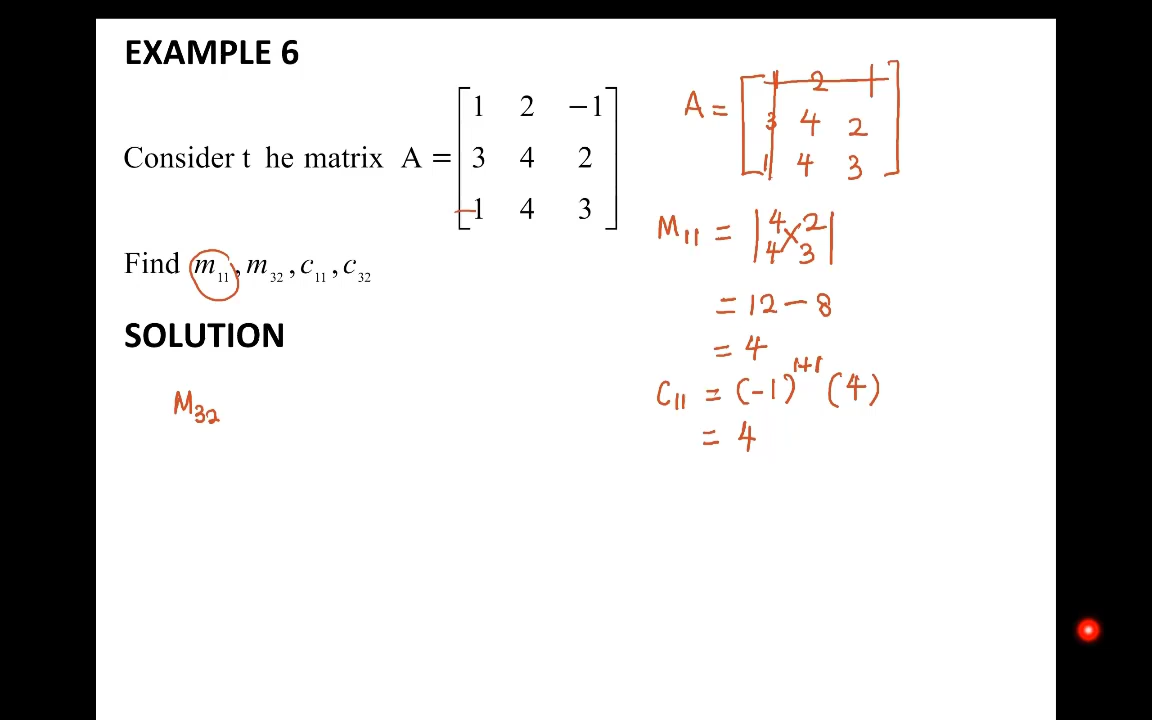 EXAMPLE 6
Consider t he matrix A = [1 2 −1
3 4 2
1 4 3]
Find m₁₁, m₃₂, c₁₁, c₃₂
SOLUTION
M₃₂
A = [1 2 1
3 4 2
1 4 3]
M₁₁ = |4 2
4 3|
= 12 − 8
= 4
C₁₁ = (-1)¹⁺¹ (4)
= 4